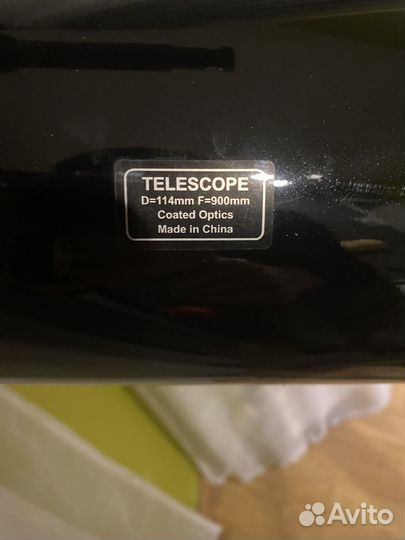 TELESCOPE
D=114mm F=900mm
Coated Optics
Made in China
Avito